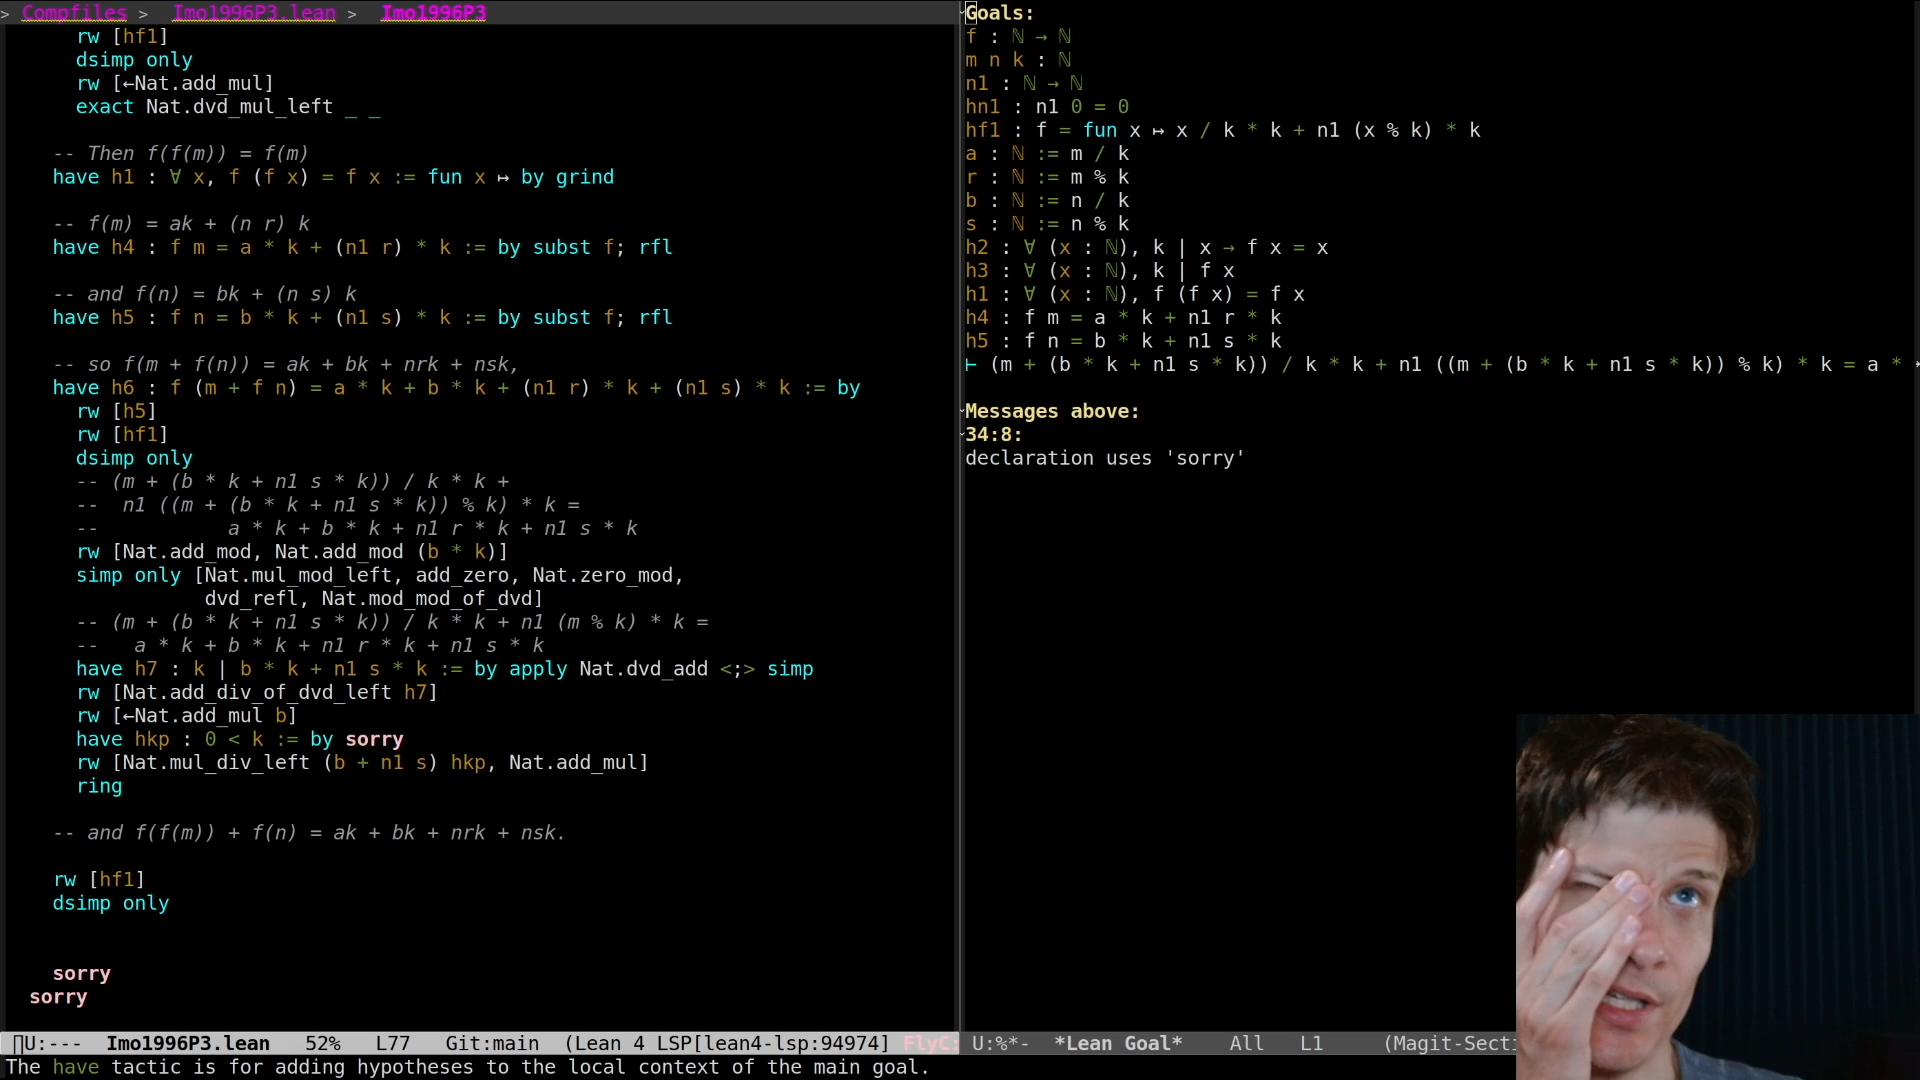 > Compfiles > Imo1996P3.lean > Imo1996P3
rw [hf1]
dsimp only
rw [←Nat.add_mul]
exact Nat.dvd_mul_left _ _
-- Then f(f(m)) = f(m)
have h1 : ∀ x, f (f x) = f x := fun x ↦ by grind
-- f(m) = ak + (n r) k
have h4 : f m = a * k + (n1 r) * k := by subst f; rfl
-- and f(n) = bk + (n s) k
have h5 : f n = b * k + (n1 s) * k := by subst f; rfl
-- so f(m + f(n)) = ak + bk + nrk + nsk,
have h6 : f (m + f n) = a * k + b * k + (n1 r) * k + (n1 s) * k := by
rw [h5]
rw [hf1]
dsimp only
-- (m + (b * k + n1 s * k)) / k * k +
--  n1 ((m + (b * k + n1 s * k)) % k) * k =
--           a * k + b * k + n1 r * k + n1 s * k
rw [Nat.add_mod, Nat.add_mod (b * k)]
simp only [Nat.mul_mod_left, add_zero, Nat.zero_mod,
dvd_refl, Nat.mod_mod_of_dvd]
-- (m + (b * k + n1 s * k)) / k * k + n1 (m % k) * k =
--   a * k + b * k + n1 r * k + n1 s * k
have h7 : k ∣ b * k + n1 s * k := by apply Nat.dvd_add <;> simp
rw [Nat.add_div_of_dvd_left h7]
rw [←Nat.add_mul b]
have hkp : 0 < k := by sorry
rw [Nat.mul_div_left (b + n1 s) hkp, Nat.add_mul]
ring
-- and f(f(m)) + f(n) = ak + bk + nrk + nsk.
rw [hf1]
dsimp only
sorry
sorry
U:--- Imo1996P3.lean 52% L77 Git:main (Lean 4 LSP[lean4-lsp:94974] FlyC:
The have tactic is for adding hypotheses to the local context of the main goal.
Goals:
f : ℕ → ℕ
m n k : ℕ
n1 : ℕ → ℕ
hn1 : n1 0 = 0
hf1 : f = fun x ↦ x / k * k + n1 (x % k) * k
a : ℕ := m / k
r : ℕ := m % k
b : ℕ := n / k
s : ℕ := n % k
h2 : ∀ (x : ℕ), k ∣ x → f x = x
h3 : ∀ (x : ℕ), k ∣ f x
h1 : ∀ (x : ℕ), f (f x) = f x
h4 : f m = a * k + n1 r * k
h5 : f n = b * k + n1 s * k
⊢ (m + (b * k + n1 s * k)) / k * k + n1 ((m + (b * k + n1 s * k)) % k) * k = a *
Messages above:
34:8:
declaration uses 'sorry'
U:%*- *Lean Goal* All L1 (Magit-Secti